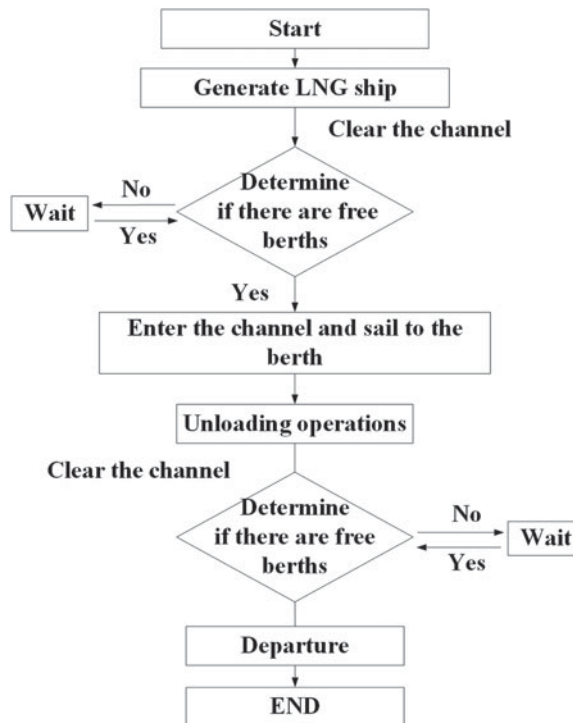 Start
Generate LNG ship
Clear the channel
Determine
if there are free
berths
No
Wait
Yes
Yes
Enter the channel and sail to the
berth
Unloading operations
Clear the channel
Determine
if there are free
berths
No
Wait
Yes
Departure
END